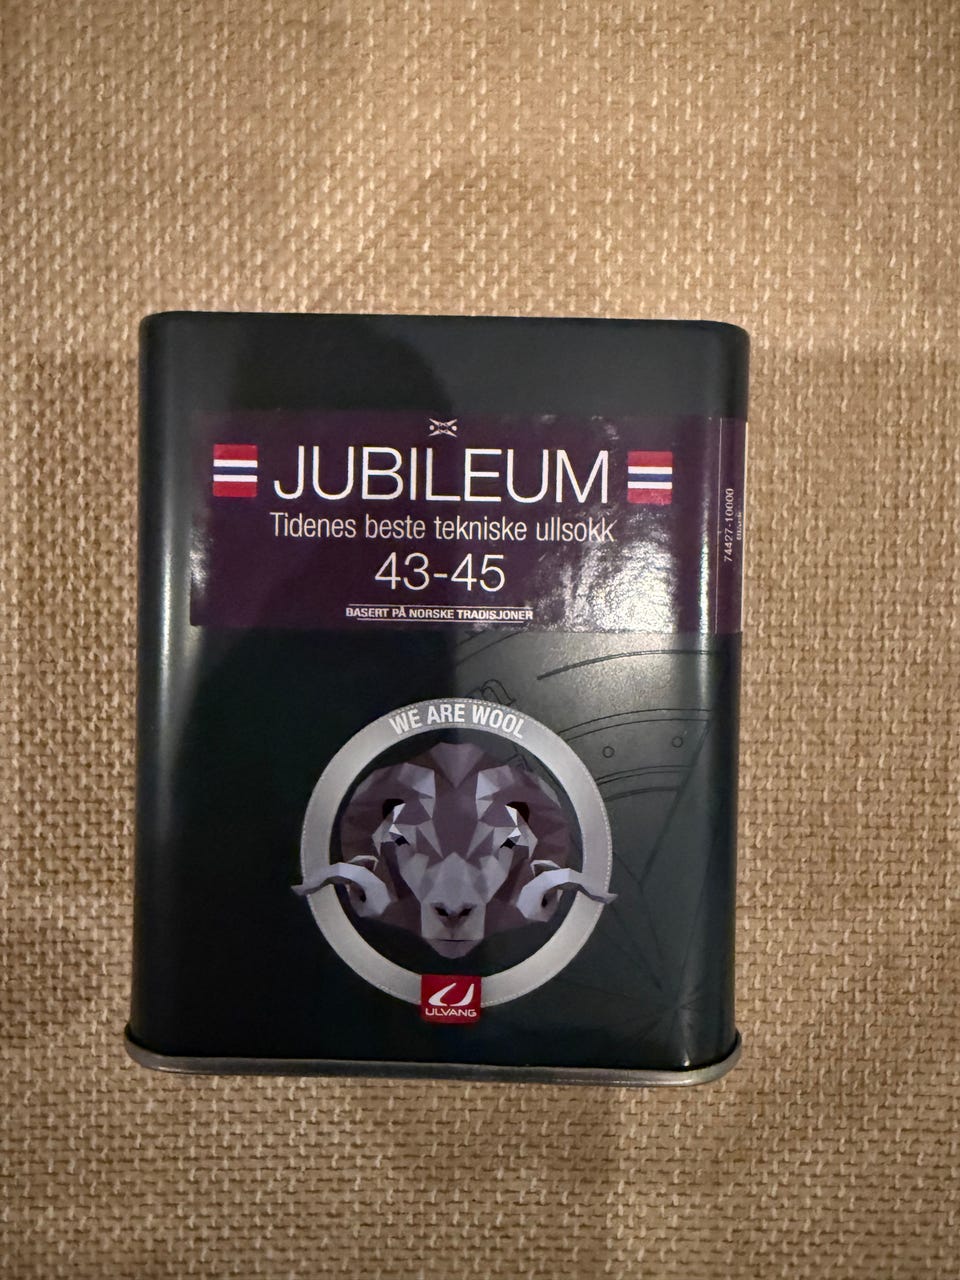 JUBILEUM
Tidenes beste tekniske ullsokk
43-45
BASERT PÅ NORSKE TRADISJONER
74427-10000
WE ARE WOOL
ULVANG